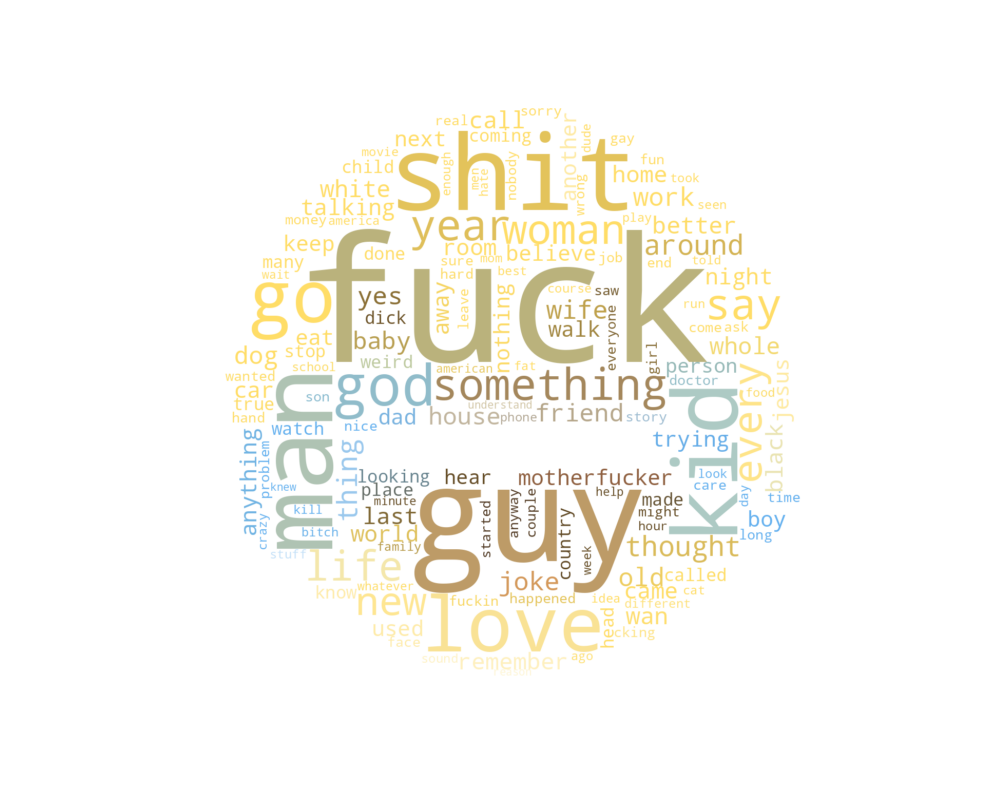 sorry
real call
coming
another
dude
gay
next
movie
enough
men
hate
nobody
wrong
fun
child
shit
home
took
white
work
seen
talking
money america
year
woman
play
better
keep
done
room
believe
around
many
sure
mom
job
end
told
wait
hard
best
night
fuck
go
yes
away
leave
nothing
course
saw
run
say
dick
wife
everyone
walk
come ask
eat
baby
girl
whole
dog
stop
weird
american
fat
person
jesus
school
wanted
god
something
doctor
car
son
kid
every
food
true
understand
hand
man
dad
house
phone
friend
story
black
watch
nice
trying
anything
problem
thing
looking
hear
motherfucker
look
care
day
time
knew
place
minute
guy
help
made
kill
last
started
anyway
couple
country
might
boy
crazy
bitch
world
hour
long
stuff
family
week
thought
life
joke
old
called
know
whatever
came
cat
new
fuckin
happened
idea
different
used
love
head
wan
face
cking
sound
remember
ago